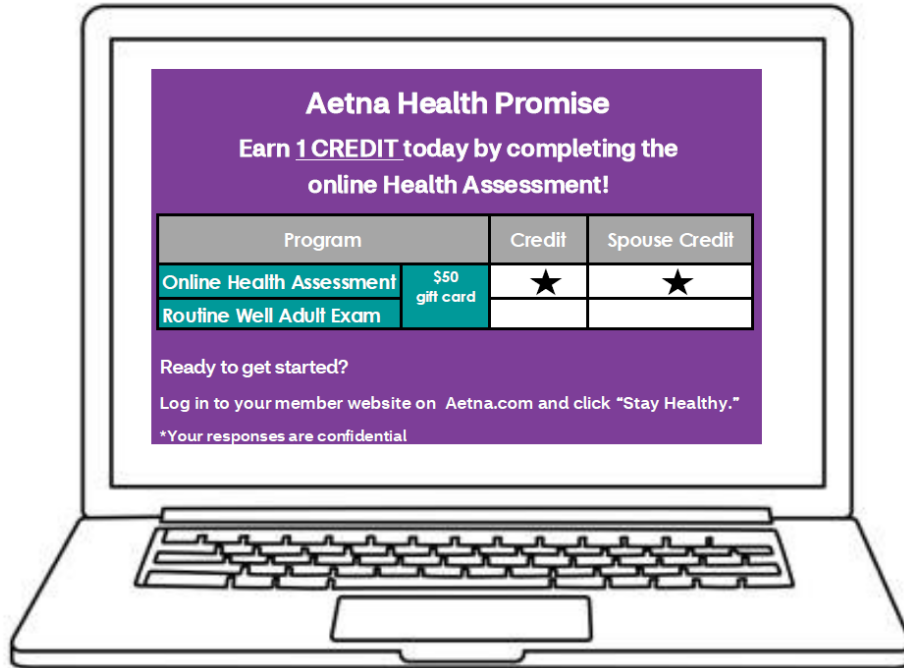 Aetna Health Promise
Earn 1 CREDIT today by completing the
online Health Assessment!
Program Credit Spouse Credit
Online Health Assessment $50 gift card ★ ★
Routine Well Adult Exam
Ready to get started?
Log in to your member website on Aetna.com and click “Stay Healthy.”
*Your responses are confidential